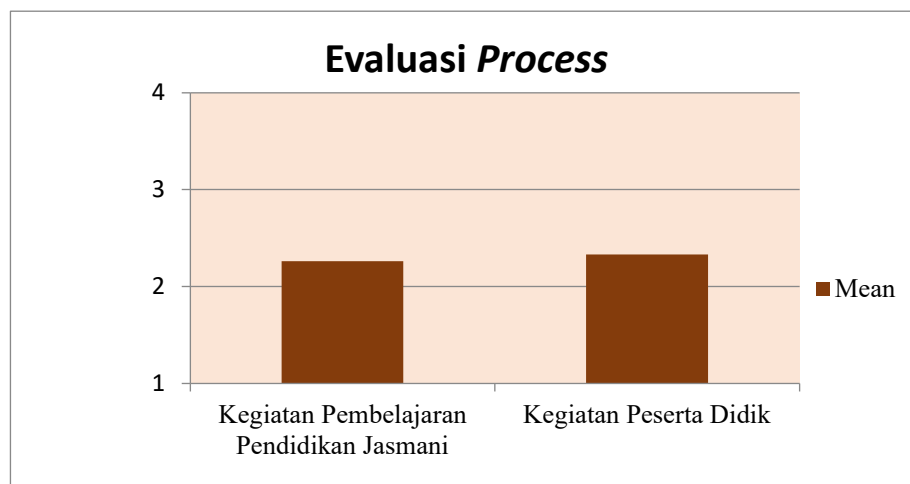 Evaluasi Process
4
3
2
1
Mean
Kegiatan Pembelajaran
Pendidikan Jasmani
Kegiatan Peserta Didik